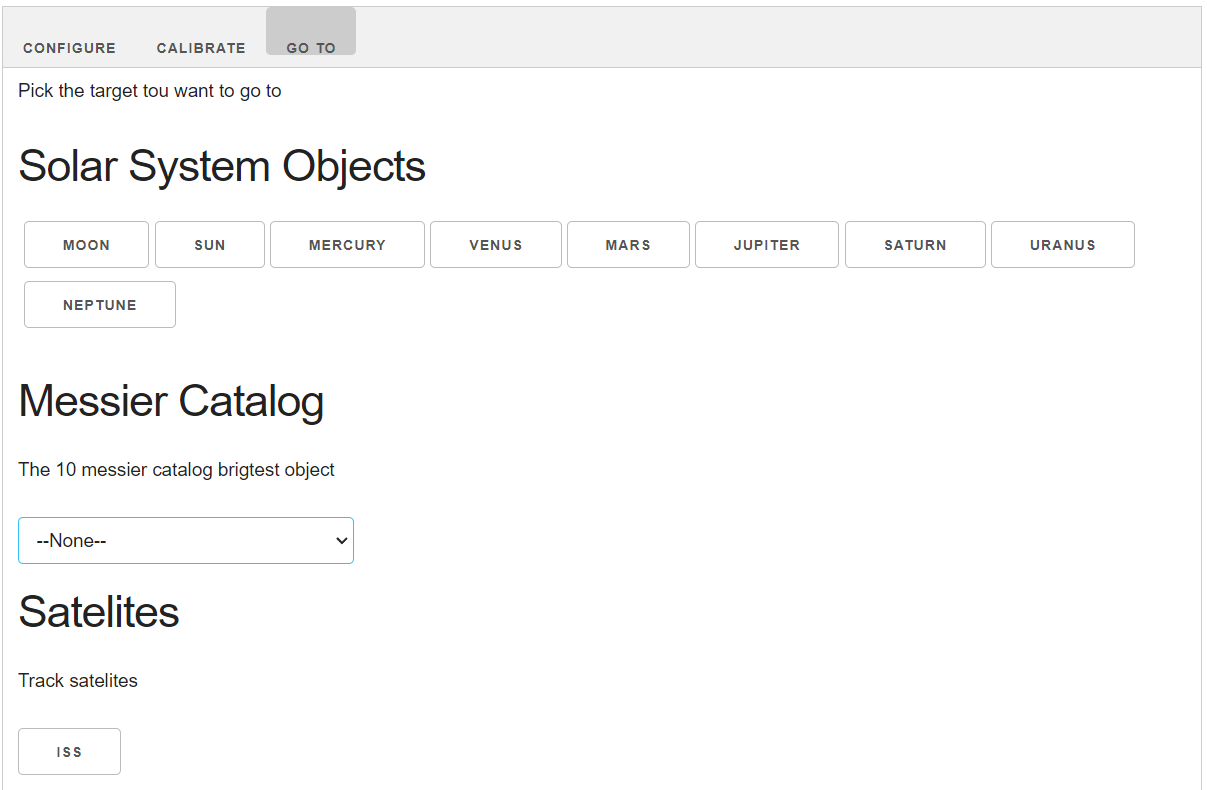 CONFIGURE CALIBRATE GO TO
Pick the target tou want to go to
Solar System Objects
MOON SUN MERCURY VENUS MARS JUPITER SATURN URANUS
NEPTUNE
Messier Catalog
The 10 messier catalog brigtest object
--None--
Satelites
Track satelites
ISS